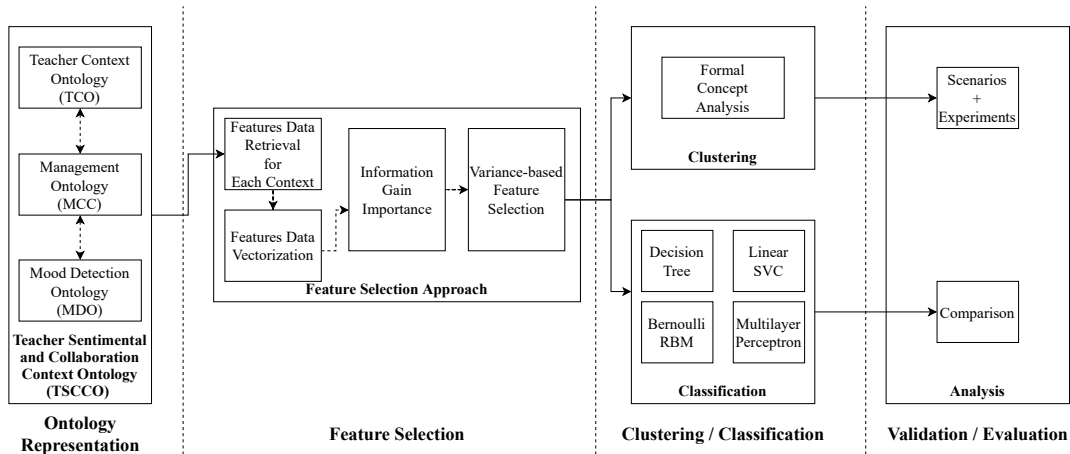 Teacher Context
Ontology
(TCO)
Management
Ontology
(MCC)
Mood Detection
Ontology
(MDO)
Teacher Sentimental
and Collaboration
Context Ontology
(TSCCO)
Ontology
Representation
Features Data
Retrieval
for
Each Context
Features Data
Vectorization
Information
Gain
Importance
Variance-based
Feature
Selection
Feature Selection Approach
Feature Selection
Formal
Concept
Analysis
Clustering
Decision
Tree
Linear
SVC
Bernoulli
RBM
Multilayer
Perceptron
Classification
Clustering / Classification
Scenarios
+
Experiments
Comparison
Analysis
Validation / Evaluation